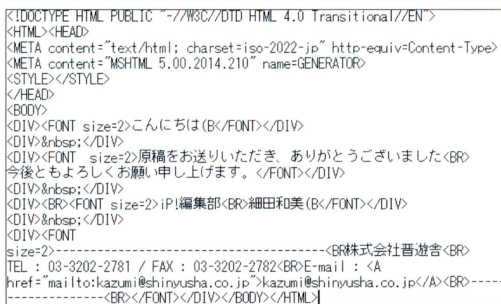 <!DOCTYPE HTML PUBLIC "-//W3C//DTD HTML 4.0 Transitional//EN">
<HTML><HEAD>
<META content="text/html; charset=iso-2022-jp" http-equiv=Content-Type>
<META content="MSHTML 5.00.2014.210" name=GENERATOR>
<STYLE></STYLE>
</HEAD>
<BODY>
<DIV><FONT size=2>こんにちは(B</FONT></DIV>
<DIV>&nbsp;</DIV>
<DIV><FONT  size=2>原稿をお送りいただき、ありがとうございました<BR>
今後ともよろしくお願い申し上げます。</FONT></DIV>
<DIV>&nbsp;</DIV>
<DIV><BR><FONT size=2>iP!編集部<BR>細田和美(B</FONT></DIV>
<DIV>&nbsp;</DIV>
<DIV><FONT
size=2>-----------------------------------<BR株式会社晋遊舎<BR>
TEL : 03-3202-2781 / FAX : 03-3202-2782<BR>E-mail : <A
href="mailto:kazumi@shinyusha.co.jp">kazumi@shinyusha.co.jp</A><BR>-----
---------------<BR></FONT></DIV></BODY></HTML>